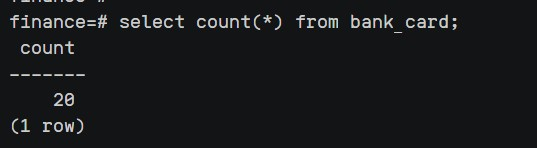 finance=# select count(*) from bank_card;
count
-------
20
(1 row)